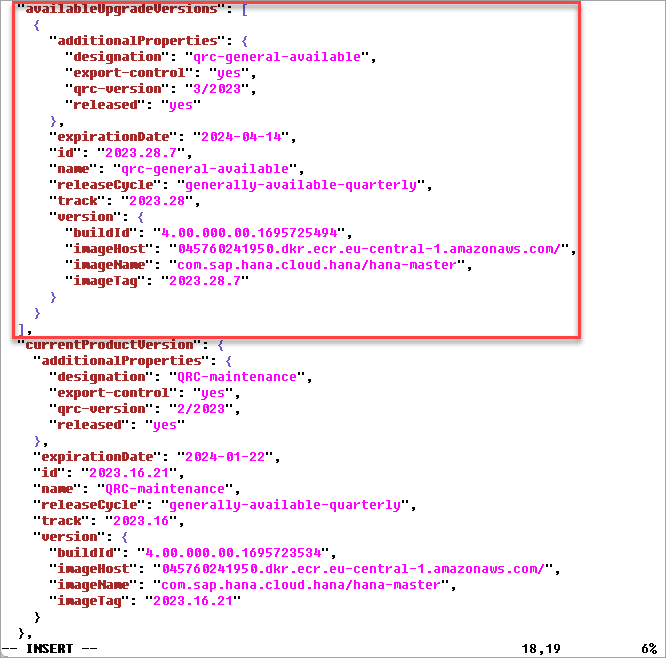 "availableUpgradeVersions": [
{
"additionalProperties": {
"designation": "qrc-general-available",
"export-control": "yes",
"qrc-version": "3/2023",
"released": "yes"
},
"expirationDate": "2024-04-14",
"id": "2023.28.7",
"name": "qrc-general-available",
"releaseCycle": "generally-available-quarterly",
"track": "2023.28",
"version": {
"buildId": "4.00.000.00.1695725494",
"imageHost": "045760241950.dkr.ecr.eu-central-1.amazonaws.com/",
"imageName": "com.sap.hana.cloud.hana/hana-master",
"imageTag": "2023.28.7"
}
}
],
"currentProductVersion": {
"additionalProperties": {
"designation": "QRC-maintenance",
"export-control": "yes",
"qrc-version": "2/2023",
"released": "yes"
},
"expirationDate": "2024-01-22",
"id": "2023.16.21",
"name": "QRC-maintenance",
"releaseCycle": "generally-available-quarterly",
"track": "2023.16",
"version": {
"buildId": "4.00.000.00.1695723534",
"imageHost": "045760241950.dkr.ecr.eu-central-1.amazonaws.com/",
"imageName": "com.sap.hana.cloud.hana/hana-master",
"imageTag": "2023.16.21"
}
},
-- INSERT -- 18,19 6%